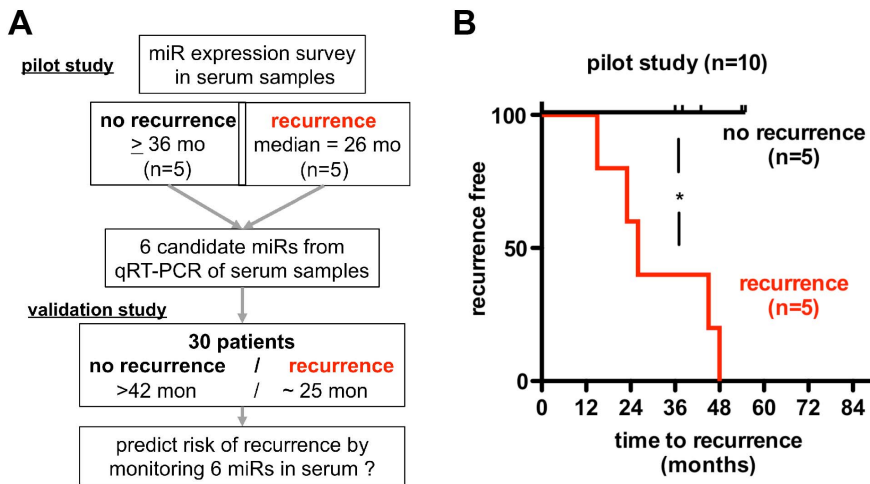 A
pilot study
miR expression survey
in serum samples
no recurrence
≥ 36 mo
(n=5)
recurrence
median = 26 mo
(n=5)
6 candidate miRs from
qRT-PCR of serum samples
validation study
30 patients
no recurrence / recurrence
>42 mon / ~ 25 mon
predict risk of recurrence by
monitoring 6 miRs in serum ?
B
pilot study (n=10)
recurrence free
100
50
0
no recurrence
(n=5)
*
recurrence
(n=5)
0 12 24 36 48 60 72 84
time to recurrence
(months)